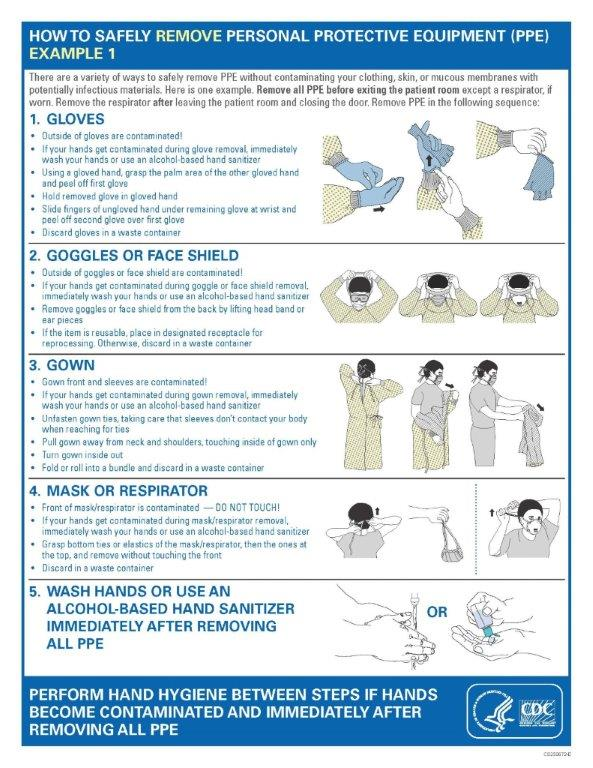 HOW TO SAFELY REMOVE PERSONAL PROTECTIVE EQUIPMENT (PPE)
EXAMPLE 1
There are a variety of ways to safely remove PPE without contaminating your clothing, skin, or mucous membranes with
potentially infectious materials. Here is one example. Remove all PPE before exiting the patient room except a respirator, if
worn. Remove the respirator after leaving the patient room and closing the door. Remove PPE in the following sequence:
1. GLOVES
• Outside of gloves are contaminated!
• If your hands get contaminated during glove removal, immediately
wash your hands or use an alcohol-based hand sanitizer
• Using a gloved hand, grasp the palm area of the other gloved hand
and peel off first glove
• Hold removed glove in gloved hand
• Slide fingers of ungloved hand under remaining glove at wrist and
peel off second glove over first glove
• Discard gloves in a waste container
2. GOGGLES OR FACE SHIELD
• Outside of goggles or face shield are contaminated!
• If your hands get contaminated during goggle or face shield removal,
immediately wash your hands or use an alcohol-based hand sanitizer
• Remove goggles or face shield from the back by lifting head band or
ear pieces
• If the item is reusable, place in designated receptacle for
reprocessing. Otherwise, discard in a waste container
3. GOWN
• Gown front and sleeves are contaminated!
• If your hands get contaminated during gown removal, immediately
wash your hands or use an alcohol-based hand sanitizer
• Unfasten gown ties, taking care that sleeves don't contact your body
when reaching for ties
• Pull gown away from neck and shoulders, touching inside of gown only
• Turn gown inside out
• Fold or roll into a bundle and discard in a waste container
4. MASK OR RESPIRATOR
• Front of mask/respirator is contaminated — DO NOT TOUCH!
• If your hands get contaminated during mask/respirator removal,
immediately wash your hands or use an alcohol-based hand sanitizer
• Grasp bottom ties or elastics of the mask/respirator, then the ones at
the top, and remove without touching the front
• Discard in a waste container
5. WASH HANDS OR USE AN
ALCOHOL-BASED HAND SANITIZER
IMMEDIATELY AFTER REMOVING
ALL PPE
OR
PERFORM HAND HYGIENE BETWEEN STEPS IF HANDS
BECOME CONTAMINATED AND IMMEDIATELY AFTER
REMOVING ALL PPE
CDC